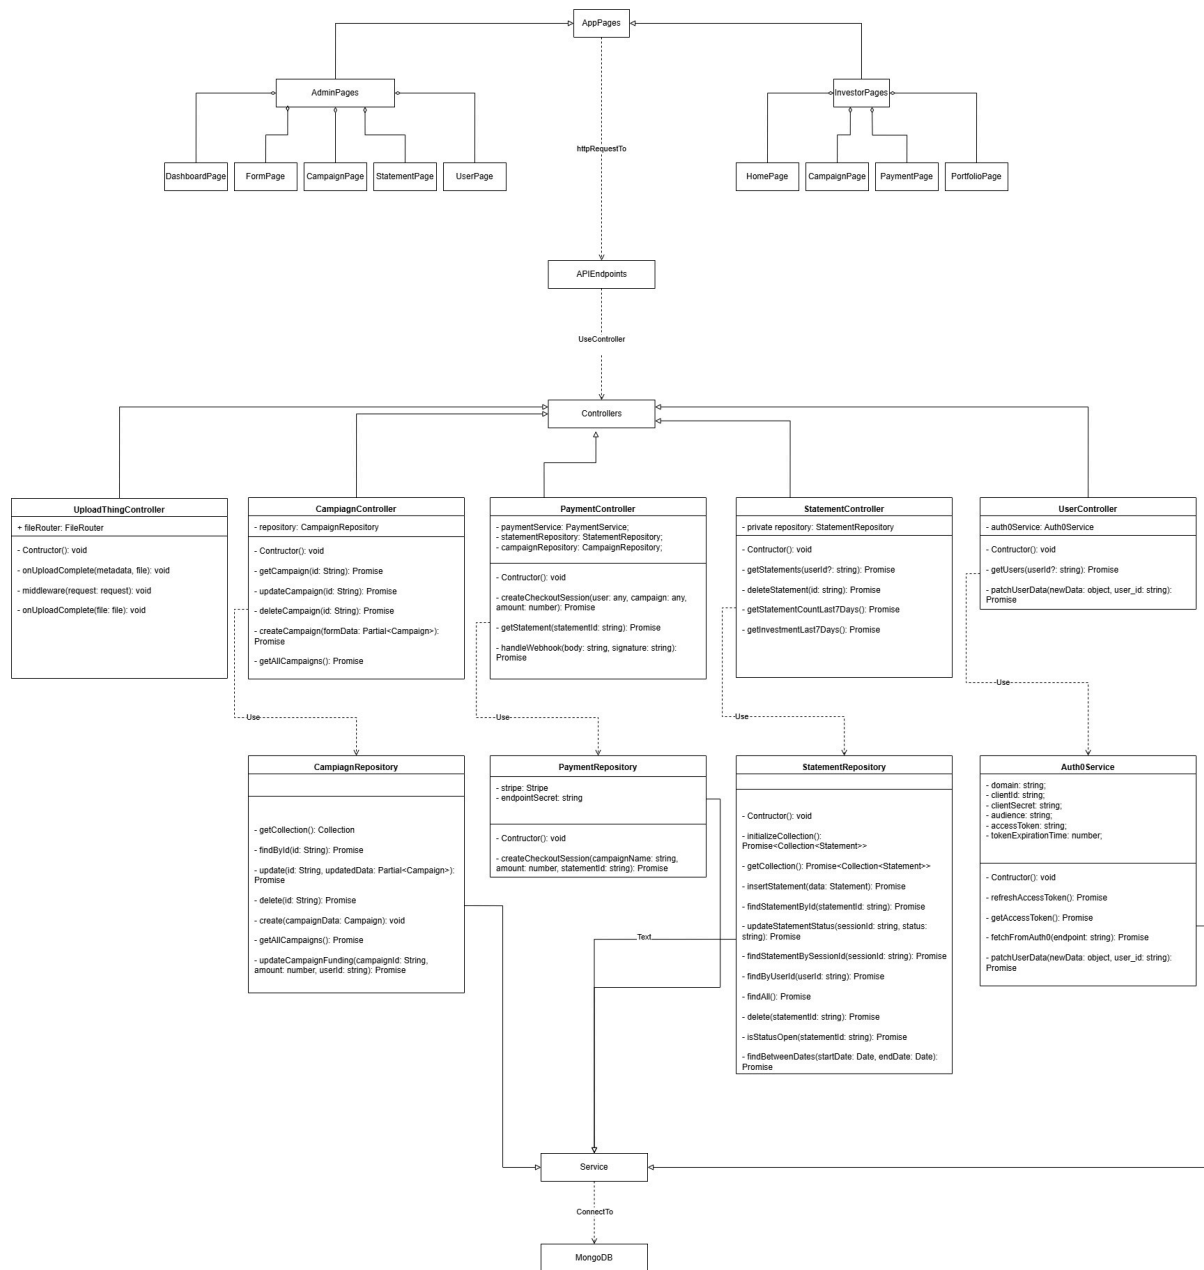 AppPages
AdminPages
InvestorPages
httpRequestTo
DashboardPage
FormPage
CampaignPage
StatementPage
UserPage
HomePage
CampaignPage
PaymentPage
PortfolioPage
APIEndpoints
UseController
Controllers
UploadThingController
+ fileRouter: FileRouter
- Contructor(): void
- onUploadComplete(metadata, file): void
- middleware(request: request): void
- onUploadComplete(file: file): void
CampiagnController
- repository: CampaignRepository
- Contructor(): void
- getCampaign(id: String): Promise
- updateCampaign(id: String): Promise
- deleteCampaign(id: String): Promise
- createCampaign(formData: Partial<Campaign>):
Promise
- getAllCampaigns(): Promise
PaymentController
- paymentService: PaymentService;
- statementRepository: StatementRepository;
- campaignRepository: CampaignRepository;
- Contructor(): void
- createCheckoutSession(user: any, campaign: any,
amount: number): Promise
- getStatement(statementId: string): Promise
- handleWebhook(body: string, signature: string):
Promise
StatementController
- private repository: StatementRepository
- Contructor(): void
- getStatements(userId?: string): Promise
- deleteStatement(id: string): Promise
- getStatementCountLast7Days(): Promise
- getInvestmentLast7Days(): Promise
UserController
- auth0Service: Auth0Service
- Contructor(): void
- getUsers(userId?: string): Promise
- patchUserData(newData: object, user_id: string):
Promise
Use
Use
Use
Use
CampiagnRepository
- getCollection(): Collection
- findById(id: String): Promise
- update(id: String, updatedData: Partial<Campaign>):
Promise
- delete(id: String): Promise
- create(campaignData: Campaign): void
- getAllCampaigns(): Promise
- updateCampaignFunding(campaignId: String,
amount: number, userId: string): Promise
PaymentRepository
- stripe: Stripe
- endpointSecret: string
- Contructor(): void
- createCheckoutSession(campaignName: string,
amount: number, statementId: string): Promise
StatementRepository
- Contructor(): void
- initializeCollection():
Promise<Collection<Statement>>
- getCollection(): Promise<Collection<Statement>>
- insertStatement(data: Statement): Promise
- findStatementById(statementId: string): Promise
- updateStatementStatus(sessionId: string, status:
string): Promise
- findStatementBySessionId(sessionId: string): Promise
- findByUserId(userId: string): Promise
- findAll(): Promise
- delete(statementId: string): Promise
- isStatusOpen(statementId: string): Promise
- findBetweenDates(startDate: Date, endDate: Date):
Promise
Auth0Service
- domain: string;
- clientId: string;
- clientSecret: string;
- audience: string;
- accessToken: string;
- tokenExpirationTime: number;
- Contructor(): void
- refreshAccessToken(): Promise
- getAccessToken(): Promise
- fetchFromAuth0(endpoint: string): Promise
- patchUserData(newData: object, user_id: string):
Promise
Text
Service
ConnectTo
MongoDB